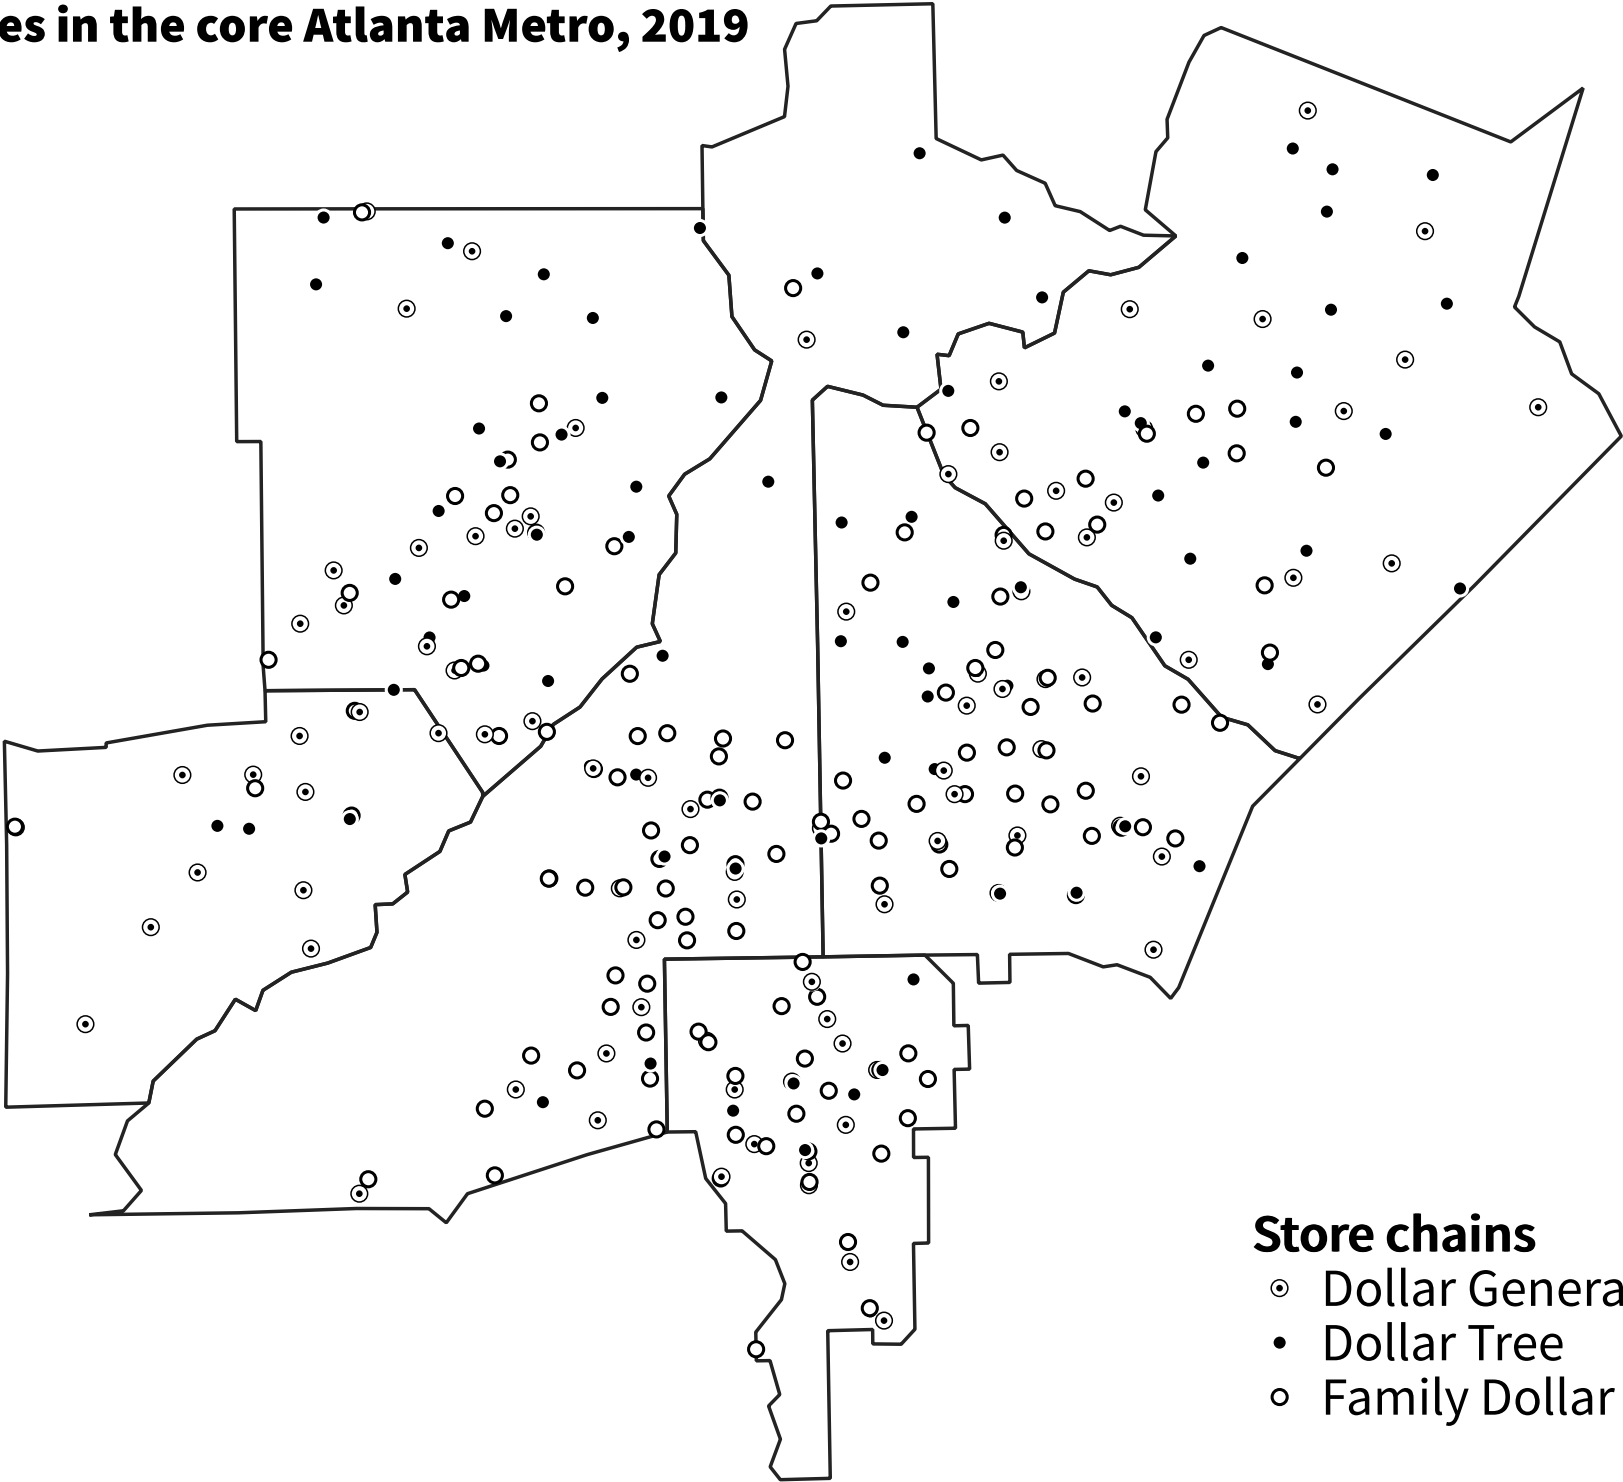 es in the core Atlanta Metro, 2019
Store chains
Dollar Genera
Dollar Tree
Family Dollar